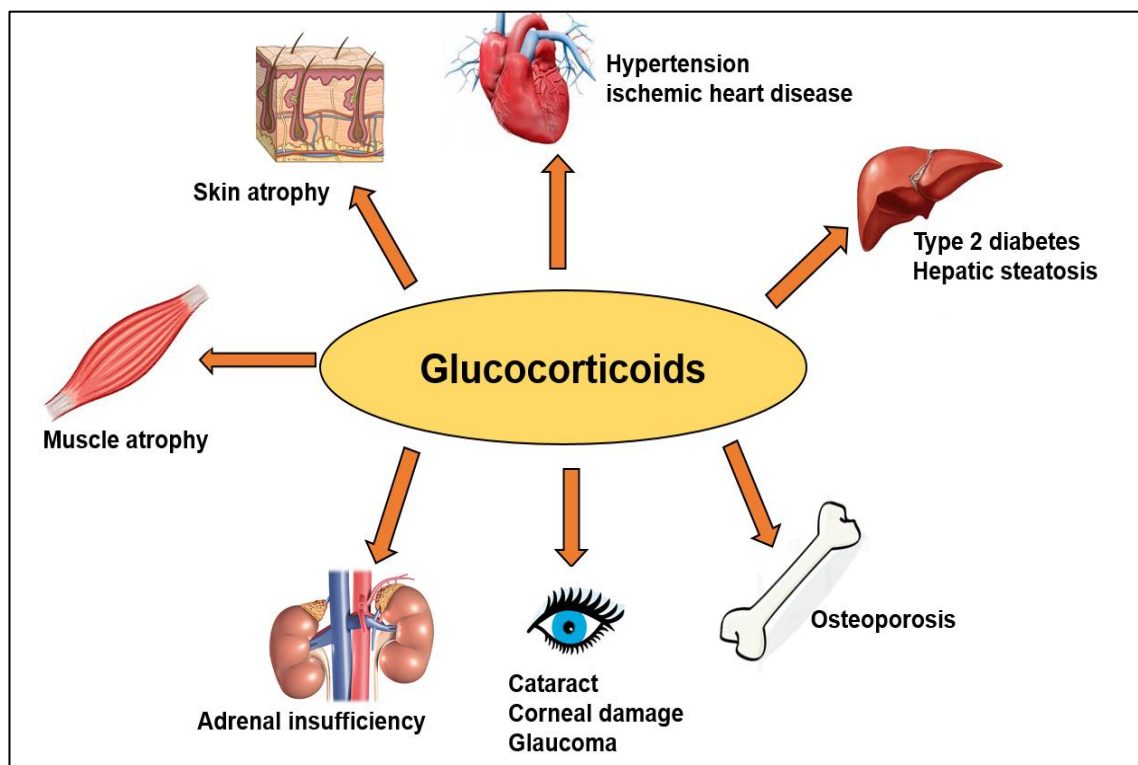 Hypertension
ischemic heart disease
Skin atrophy
Type 2 diabetes
Hepatic steatosis
Glucocorticoids
Muscle atrophy
Osteoporosis
Adrenal insufficiency
Cataract
Corneal damage
Glaucoma